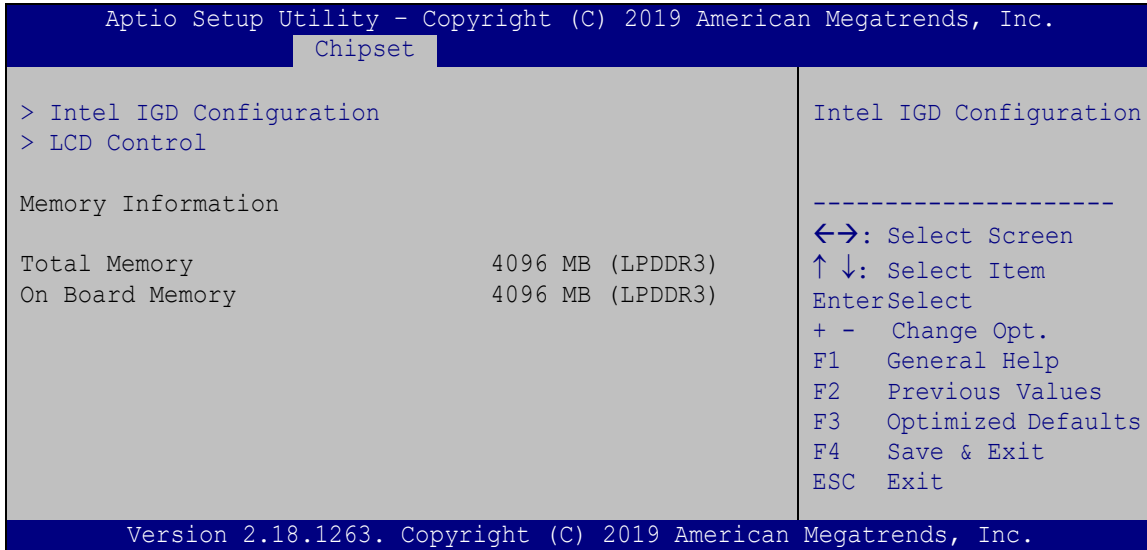 Aptio Setup Utility – Copyright (C) 2019 American Megatrends, Inc.
Chipset
> Intel IGD Configuration
> LCD Control
Memory Information
Total Memory 4096 MB (LPDDR3)
On Board Memory 4096 MB (LPDDR3)
Intel IGD Configuration
---------------------
←→: Select Screen
↑ ↓: Select Item
EnterSelect
+ - Change Opt.
F1 General Help
F2 Previous Values
F3 Optimized Defaults
F4 Save & Exit
ESC Exit
Version 2.18.1263. Copyright (C) 2019 American Megatrends, Inc.